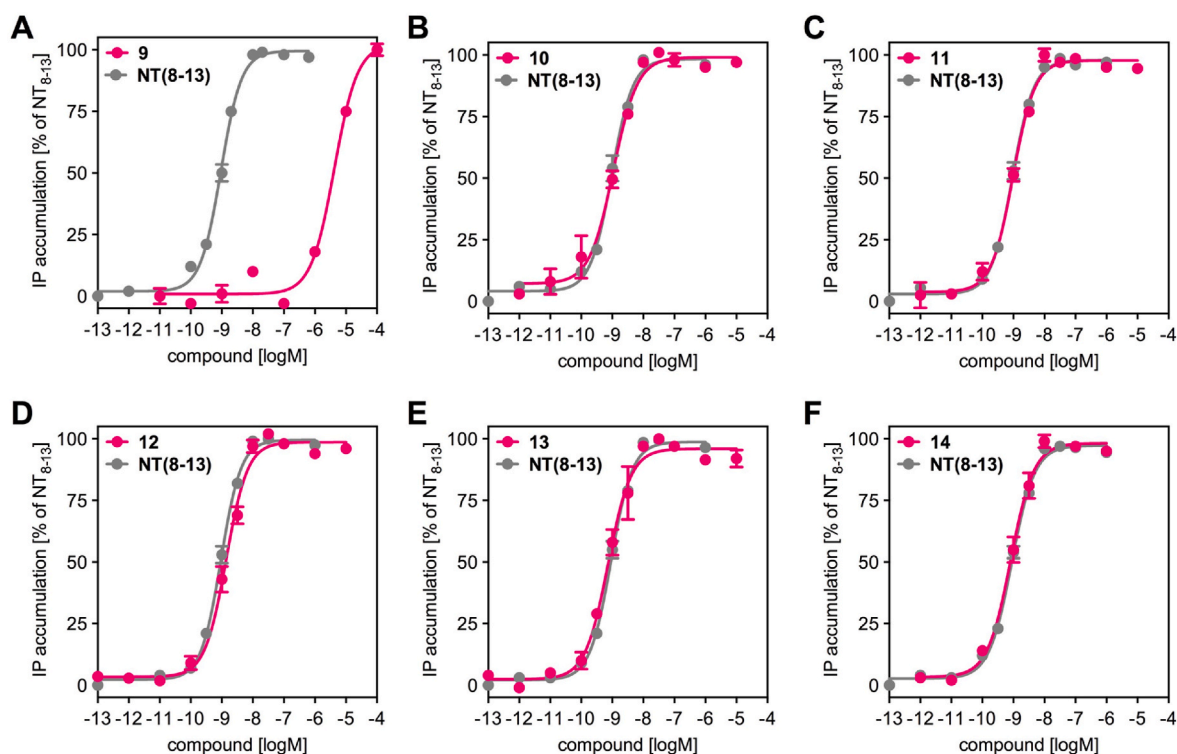 A
IP accumulation [% of NT8-13]
100
75
50
25
0
9
NT(8-13)
-13 -12 -11 -10 -9 -8 -7 -6 -5 -4
compound [logM]
B
IP accumulation [% of NT8-13]
100
75
50
25
0
10
NT(8-13)
-13 -12 -11 -10 -9 -8 -7 -6 -5 -4
compound [logM]
C
IP accumulation [% of NT8-13]
100
75
50
25
0
11
NT(8-13)
-13 -12 -11 -10 -9 -8 -7 -6 -5 -4
compound [logM]
D
IP accumulation [% of NT8-13]
100
75
50
25
0
12
NT(8-13)
-13 -12 -11 -10 -9 -8 -7 -6 -5 -4
compound [logM]
E
IP accumulation [% of NT8-13]
100
75
50
25
0
13
NT(8-13)
-13 -12 -11 -10 -9 -8 -7 -6 -5 -4
compound [logM]
F
IP accumulation [% of NT8-13]
100
75
50
25
0
14
NT(8-13)
-13 -12 -11 -10 -9 -8 -7 -6 -5 -4
compound [logM]